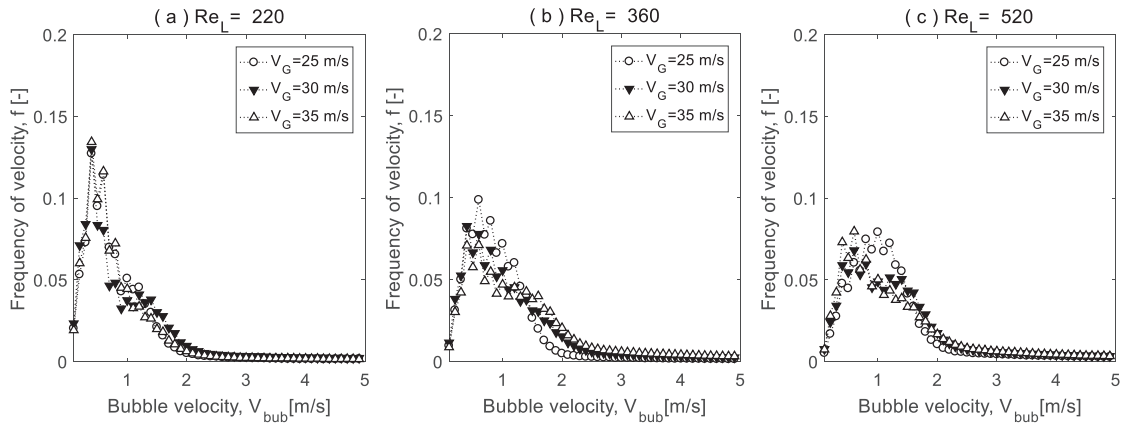 ( a ) Re_L = 220
0.2
0.15
0.1
0.05
0
1 2 3 4 5
Frequency of velocity, f [-]
Bubble velocity, V_bub[m/s]
V_G=25 m/s
V_G=30 m/s
V_G=35 m/s
( b ) Re_L = 360
0.2
0.15
0.1
0.05
0
1 2 3 4 5
Frequency of velocity, f [-]
Bubble velocity, V_bub[m/s]
V_G=25 m/s
V_G=30 m/s
V_G=35 m/s
( c ) Re_L = 520
0.2
0.15
0.1
0.05
0
1 2 3 4 5
Frequency of velocity, f [-]
Bubble velocity, V_bub[m/s]
V_G=25 m/s
V_G=30 m/s
V_G=35 m/s